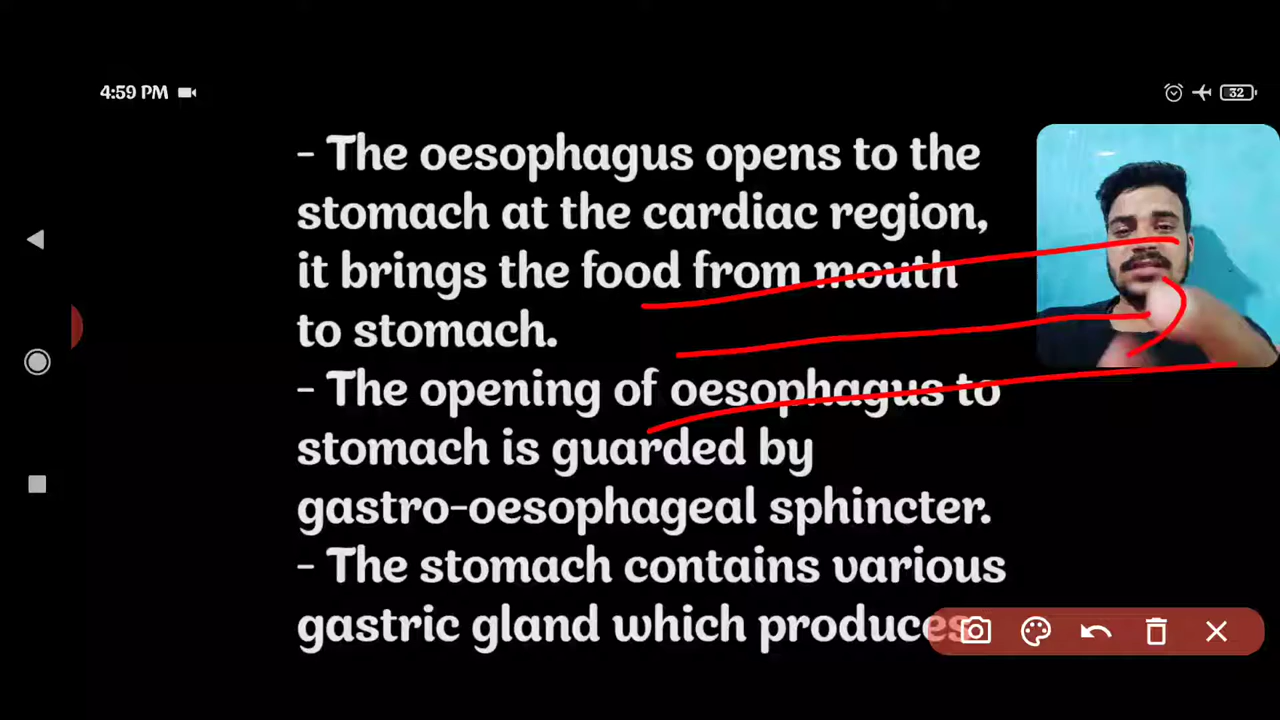 4:59 PM
32
- The oesophagus opens to the
stomach at the cardiac region,
it brings the food from mouth
to stomach.
- The opening of oesophagus to
stomach is guarded by
gastro-oesophageal sphincter.
- The stomach contains various
gastric gland which produces